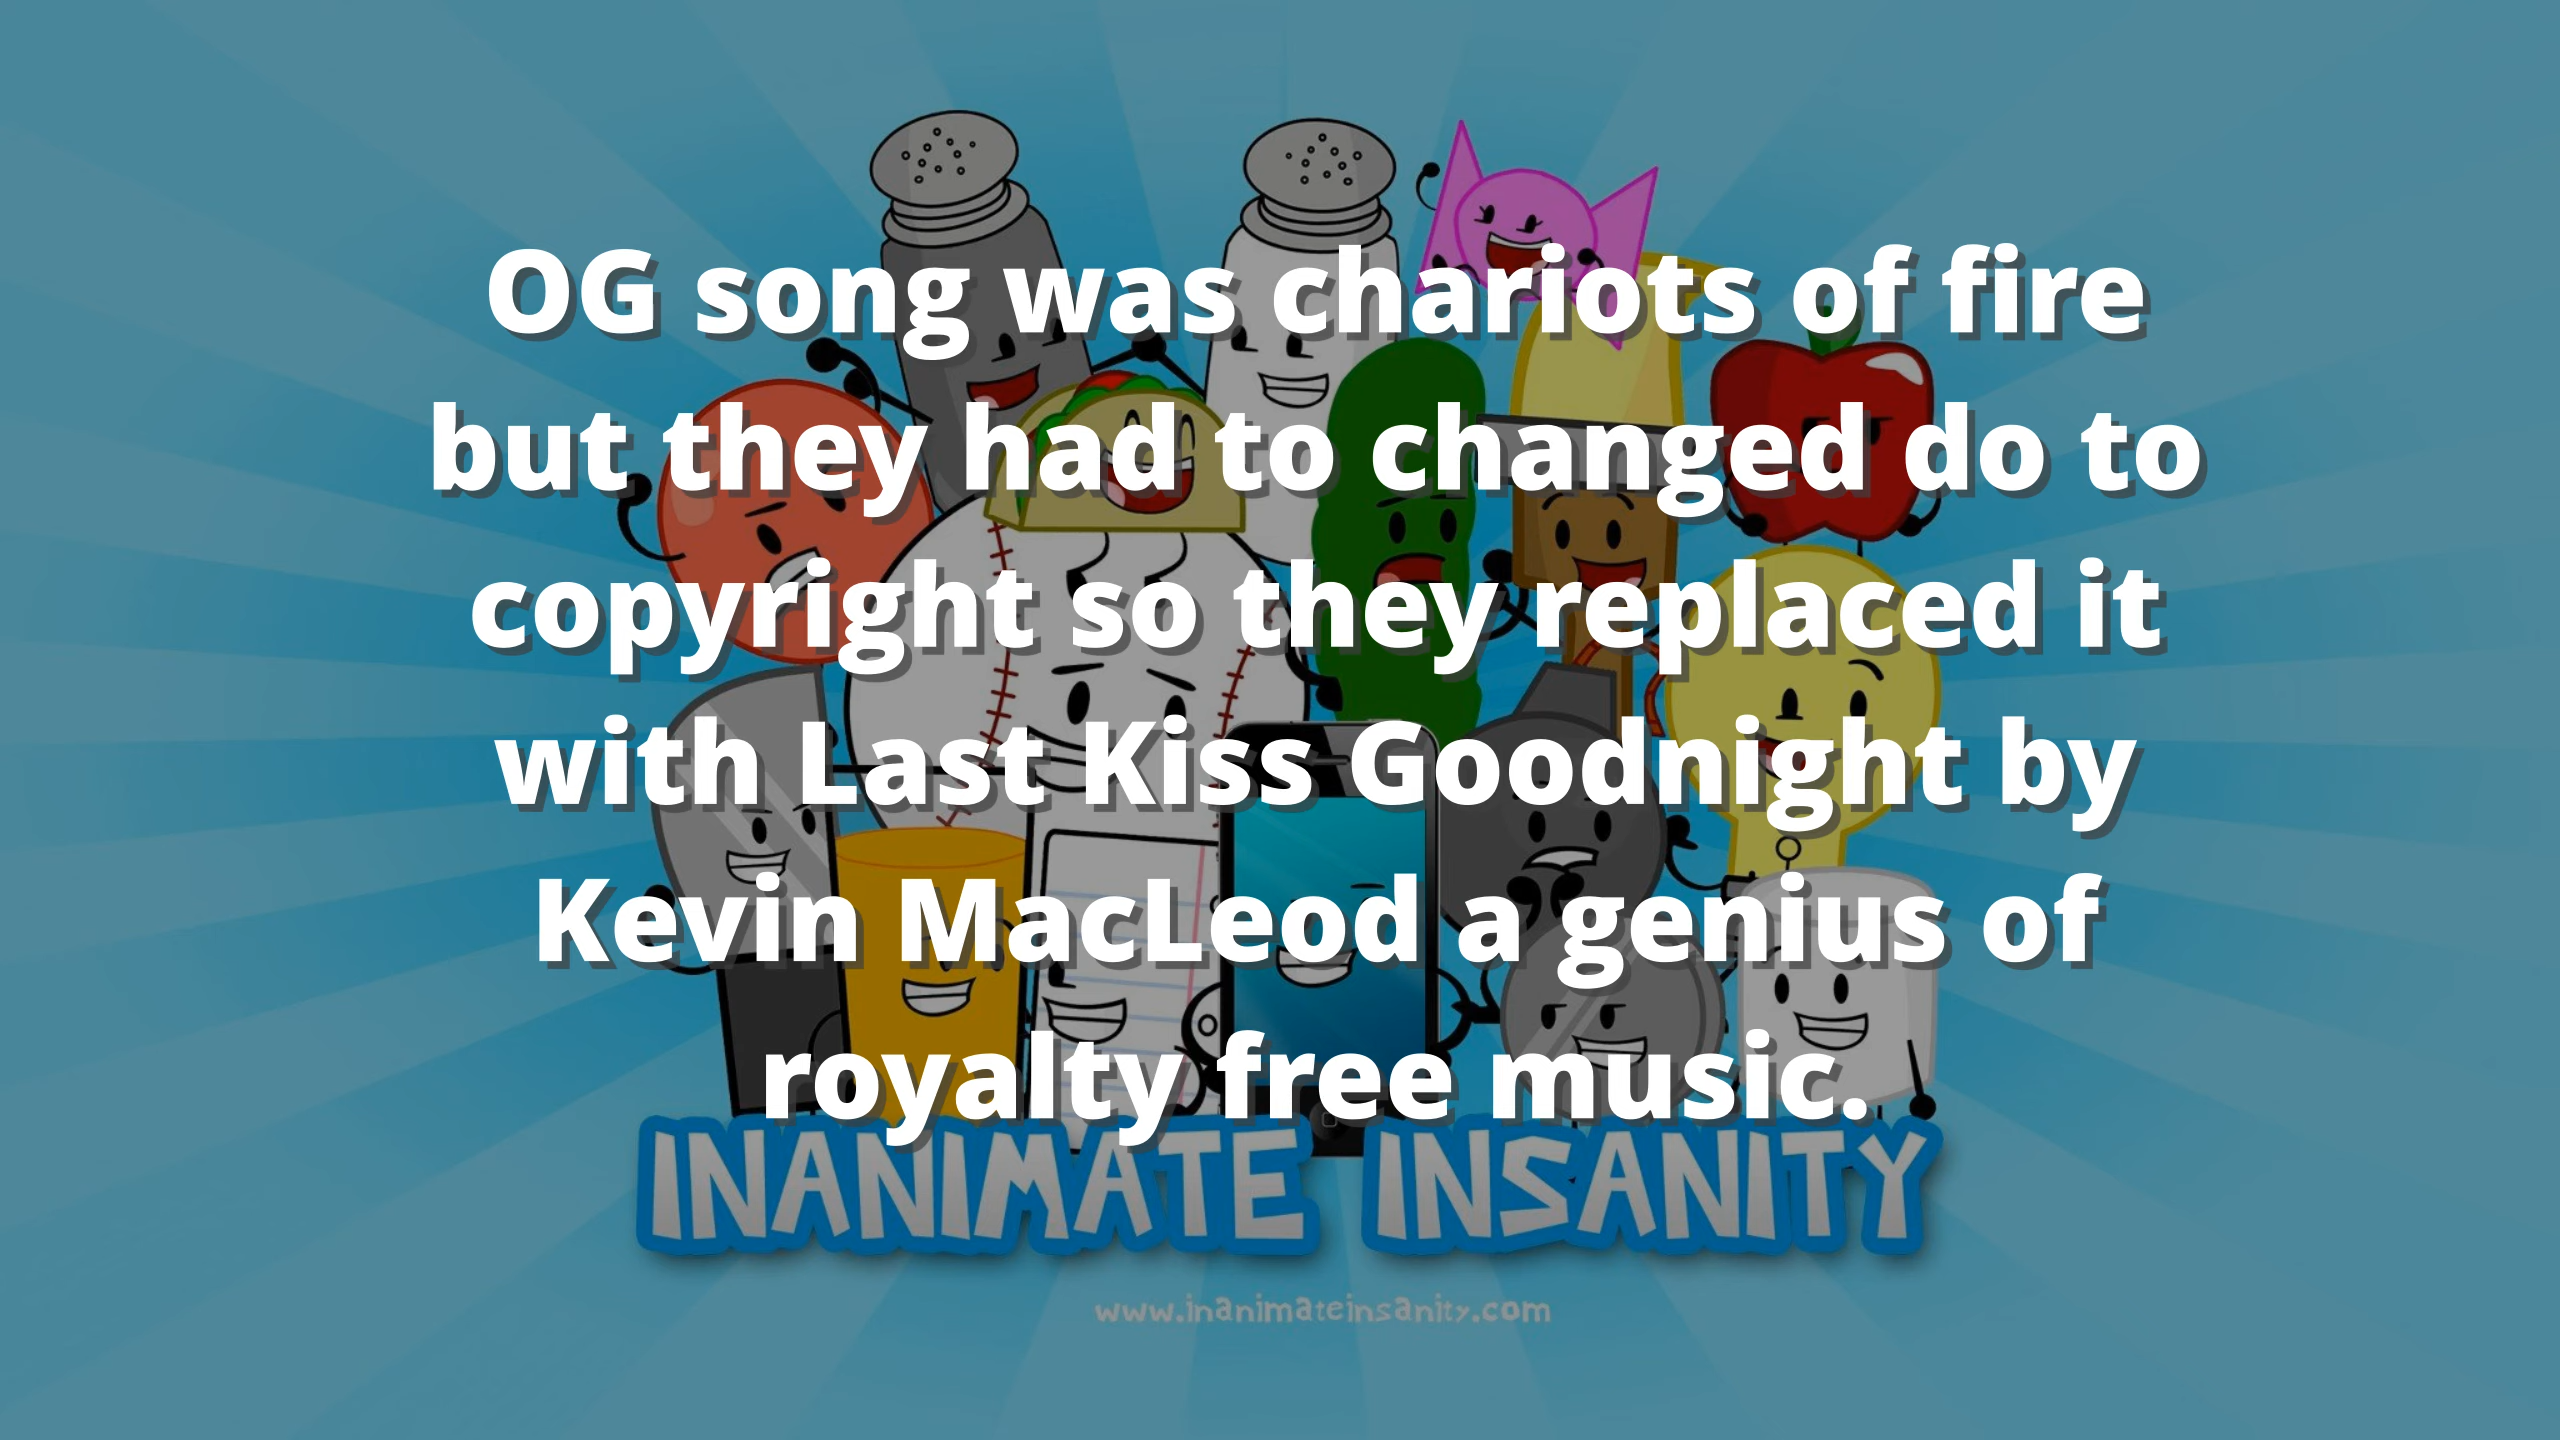 OG song was chariots of fire
but they had to changed do to
copyright so they replaced it
with Last Kiss Goodnight by
Kevin MacLeod a genius of
royalty free music.
INANIMATE INSANITY
www.inanimateinsanity.com